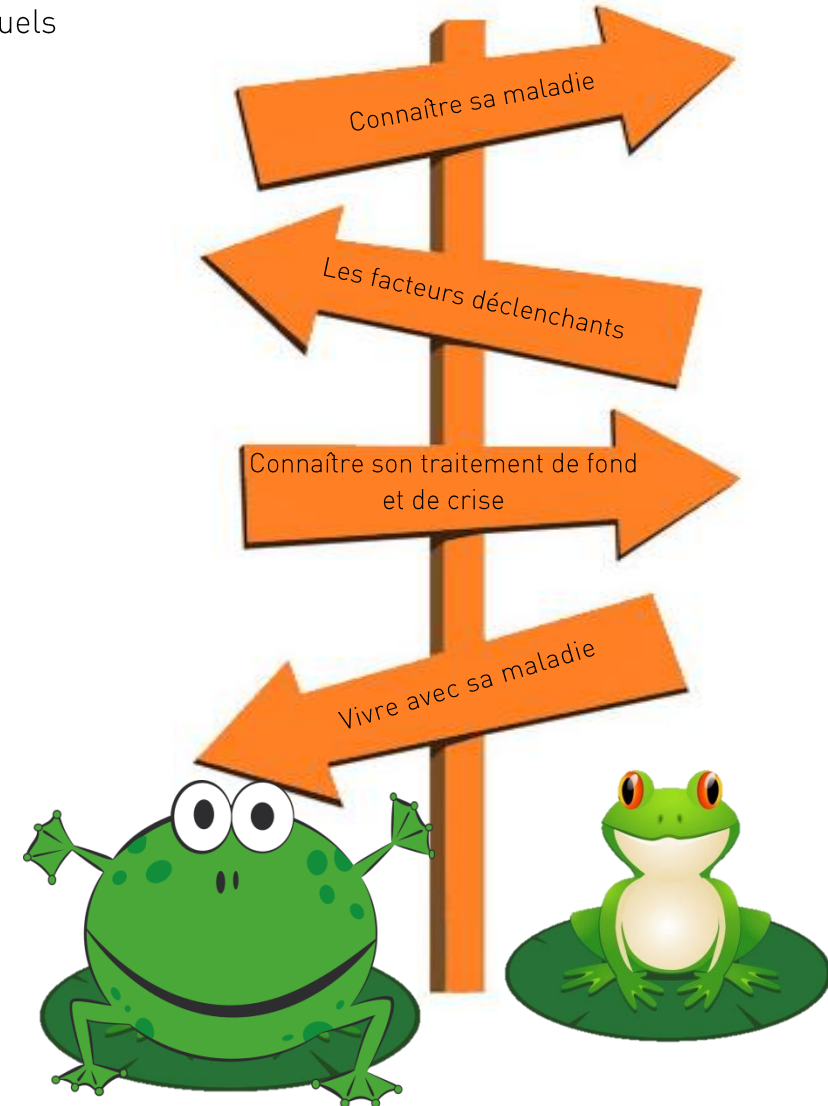 uels
Connaître sa maladie
Les facteurs déclenchants
Connaître son traitement de fond
et de crise
Vivre avec sa maladie